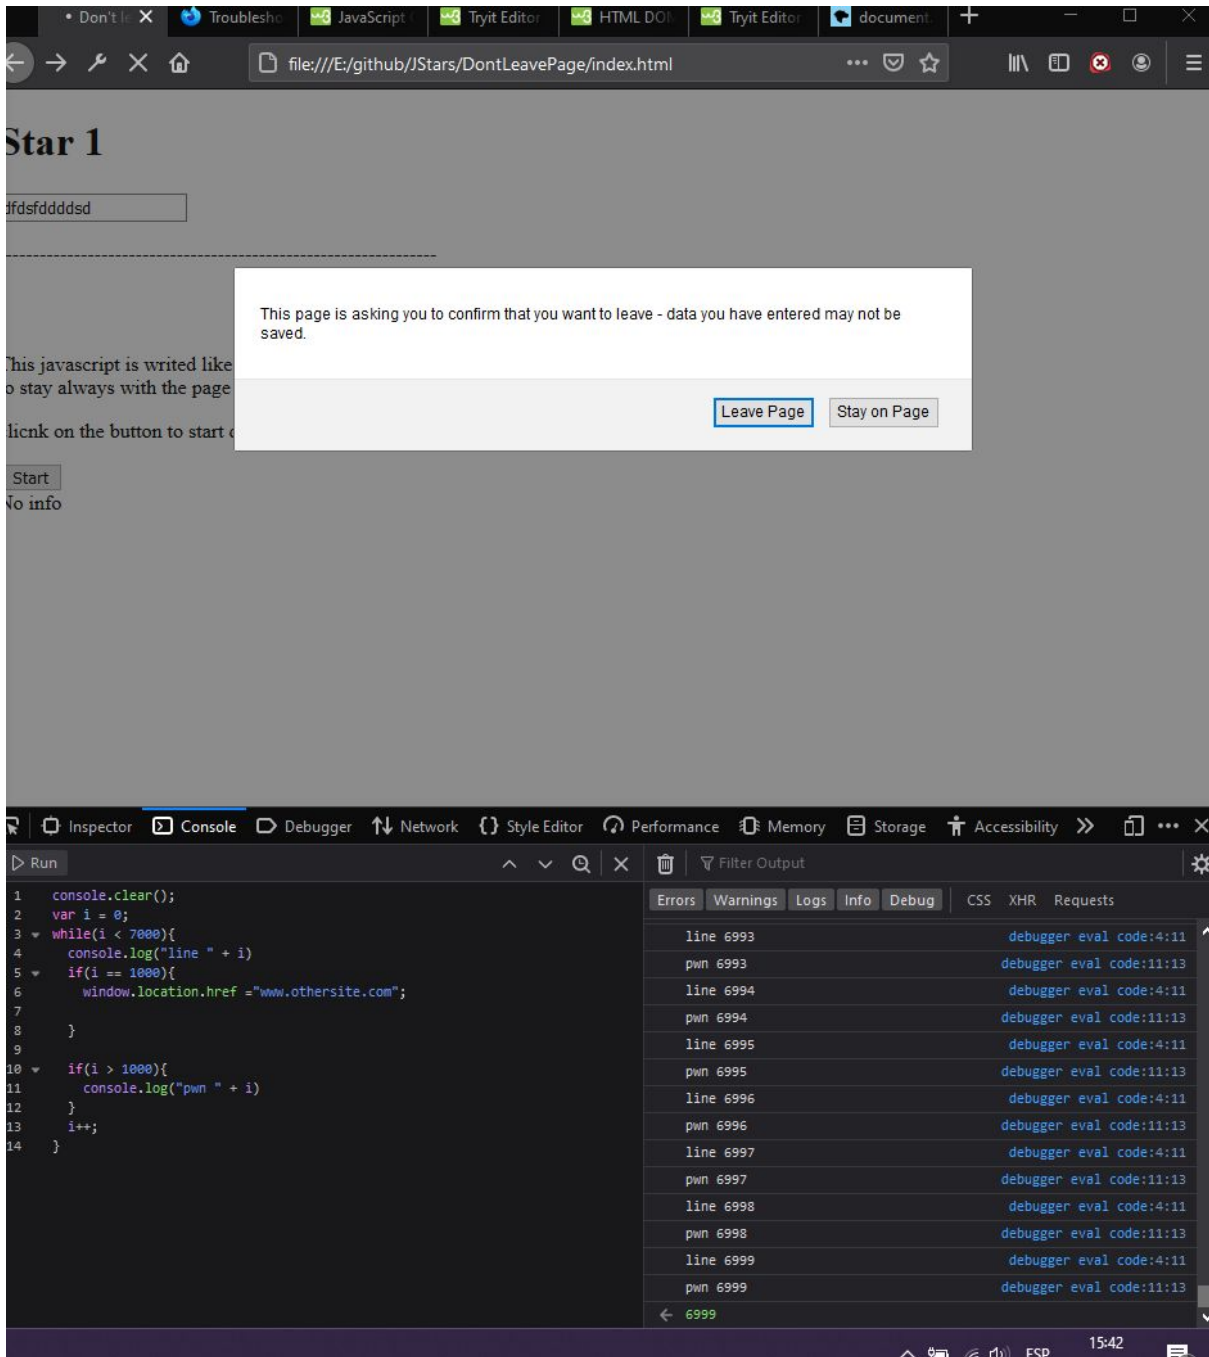 • Don't l
Troublesho
JavaScript
Tryit Editor
HTML DOM
Tryit Editor
document.
file:///E:/github/JStars/DontLeavePage/index.html
Star 1
dfdsfddddsd
----------------------------------------------------------------
This page is asking you to confirm that you want to leave - data you have entered may not be
saved.
Leave Page
Stay on Page
This javascript is writed like
to stay always with the page
clicnk on the button to start
Start
No info
Inspector
Console
Debugger
Network
Style Editor
Performance
Memory
Storage
Accessibility
Run
Filter Output
Errors Warnings Logs Info Debug CSS XHR Requests
1 console.clear();
2 var i = 0;
3 while(i < 7000){
4 console.log("line " + i)
5 if(i == 1000){
6 window.location.href ="www.othersite.com";
7
8 }
9
10 if(i > 1000){
11 console.log("pwn " + i)
12 }
13 i++;
14 }
line 6993 debugger eval code:4:11
pwn 6993 debugger eval code:11:13
line 6994 debugger eval code:4:11
pwn 6994 debugger eval code:11:13
line 6995 debugger eval code:4:11
pwn 6995 debugger eval code:11:13
line 6996 debugger eval code:4:11
pwn 6996 debugger eval code:11:13
line 6997 debugger eval code:4:11
pwn 6997 debugger eval code:11:13
line 6998 debugger eval code:4:11
pwn 6998 debugger eval code:11:13
line 6999 debugger eval code:4:11
pwn 6999 debugger eval code:11:13
6999
ESP
15:42